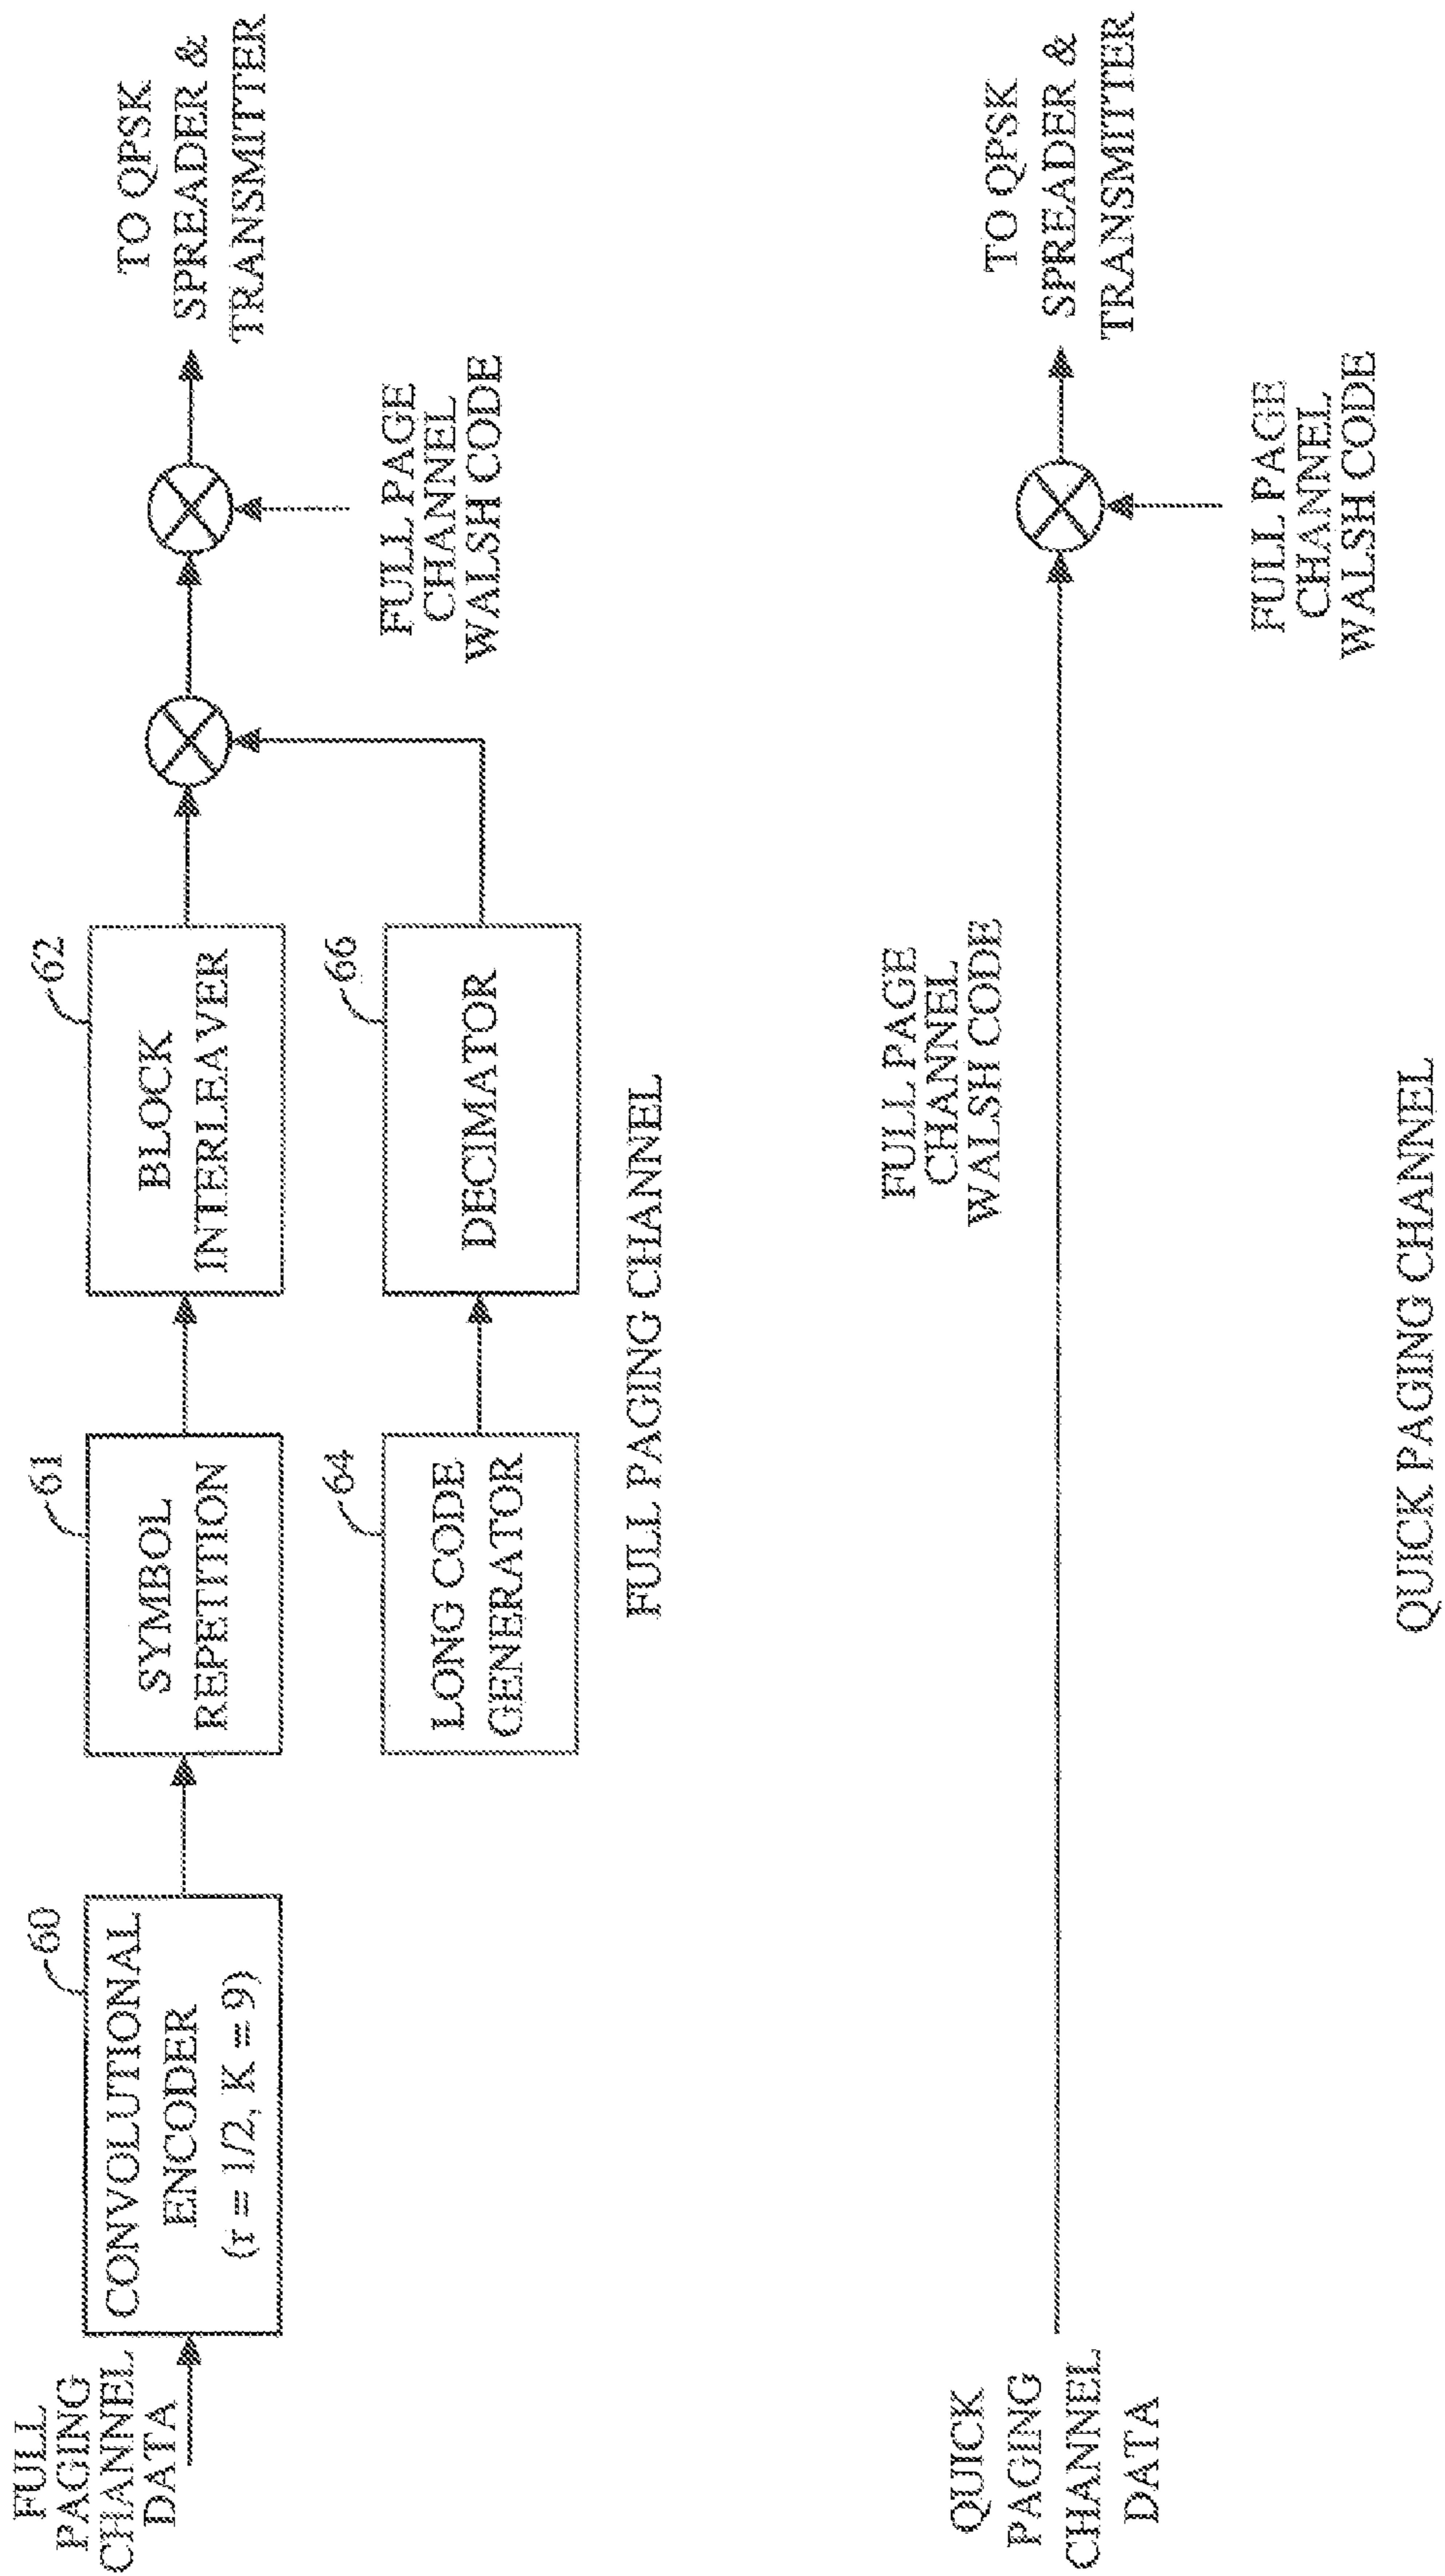 FULL
PAGING
CHANNEL
DATA
60
CONVOLUTIONAL
ENCODER
(r = 1/2, K = 9)
61
SYMBOL
REPETITION
62
BLOCK
INTERLEAVER
TO QPSK
SPREADER &
TRANSMITTER
64
LONG CODE
GENERATOR
66
DECIMATOR
FULL PAGE
CHANNEL
WALSH CODE
FULL PAGING CHANNEL
QUICK
PAGING
CHANNEL
DATA
FULL PAGE
CHANNEL
WALSH CODE
TO QPSK
SPREADER &
TRANSMITTER
FULL PAGE
CHANNEL
WALSH CODE
QUICK PAGING CHANNEL